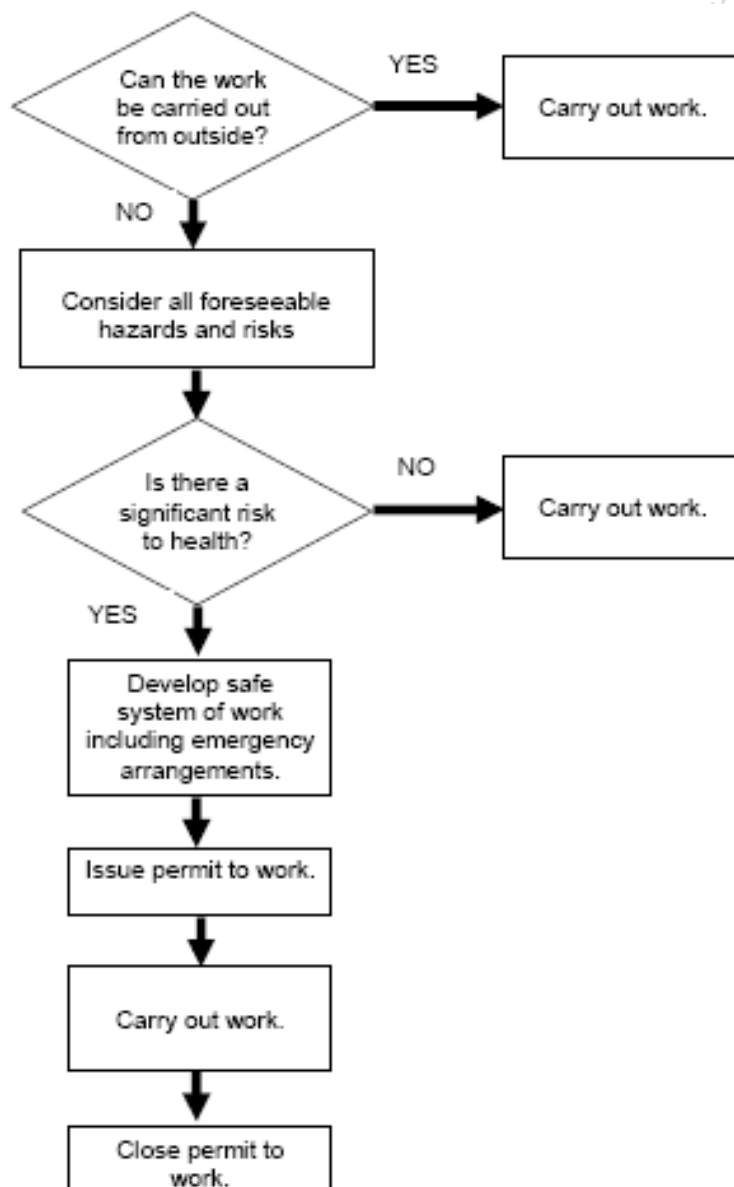 Can the work
be carried out
from outside?
YES
Carry out work.
NO
Consider all foreseeable
hazards and risks
Is there a
significant risk
to health?
NO
Carry out work.
YES
Develop safe
system of work
including emergency
arrangements.
Issue permit to work.
Carry out work.
Close permit to
work.